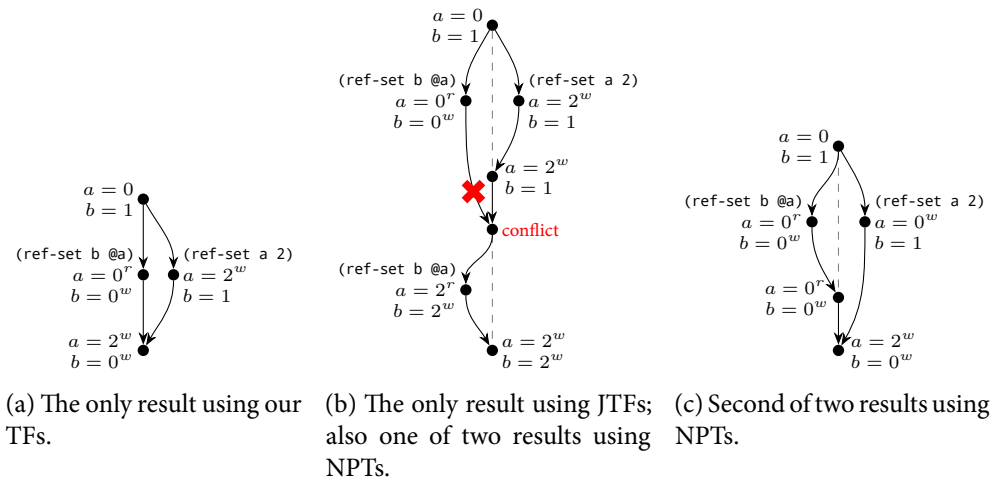 a = 0
b = 1
(ref-set b @a)
a = 0^r
b = 0^w
(ref-set a 2)
a = 2^w
b = 1
a = 2^w
b = 0^w
(a) The only result using our
TFs.
a = 0
b = 1
(ref-set b @a)
a = 0^r
b = 0^w
(ref-set a 2)
a = 2^w
b = 1
a = 2^w
b = 1
conflict
(ref-set b @a)
a = 2^r
b = 2^w
a = 2^w
b = 2^w
(b) The only result using JTFs;
also one of two results using
NPTs.
a = 0
b = 1
(ref-set b @a)
a = 0^r
b = 0^w
(ref-set a 2)
a = 0^w
b = 1
a = 0^r
b = 0^w
a = 2^w
b = 0^w
(c) Second of two results using
NPTs.